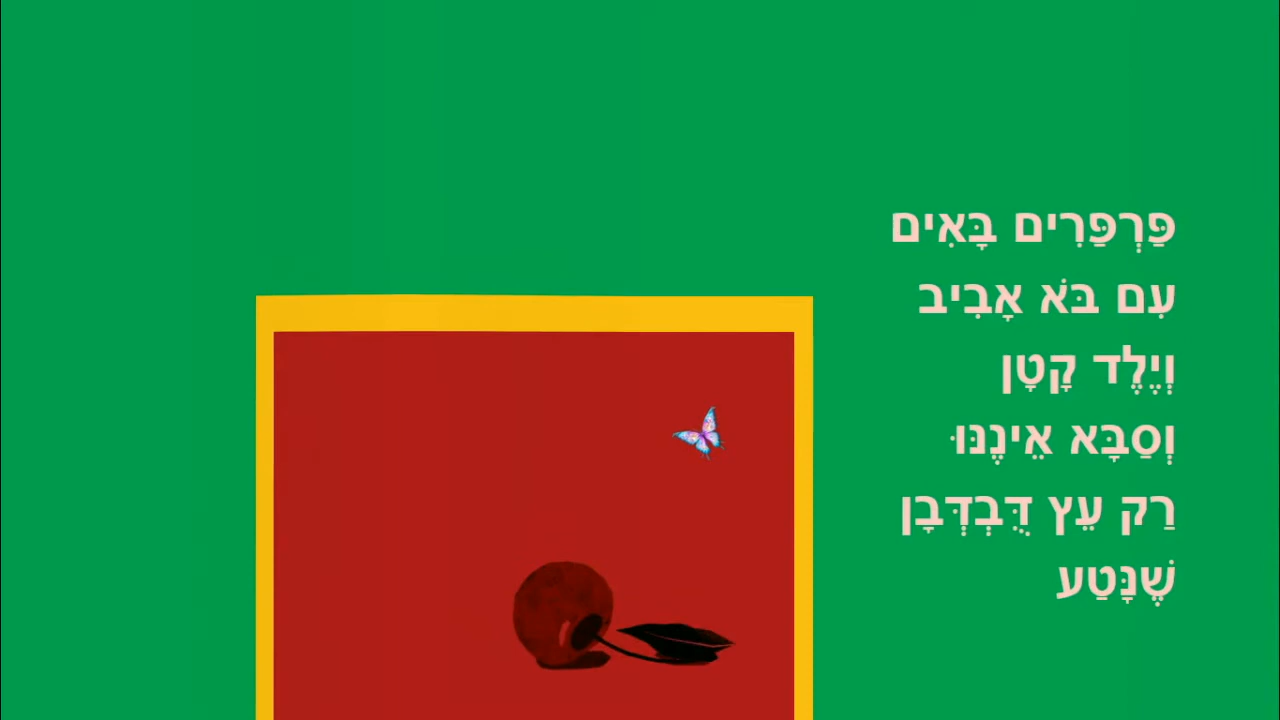 פַּרְפַּרִים בָּאִים
עִם בֹּא אָבִיב
וְיֶלֶד קָטָן
וְסַבָּא אֵינֶנּוּ
רַק עֵץ דֻּבְדְּבָן
שֶׁנָּטַע